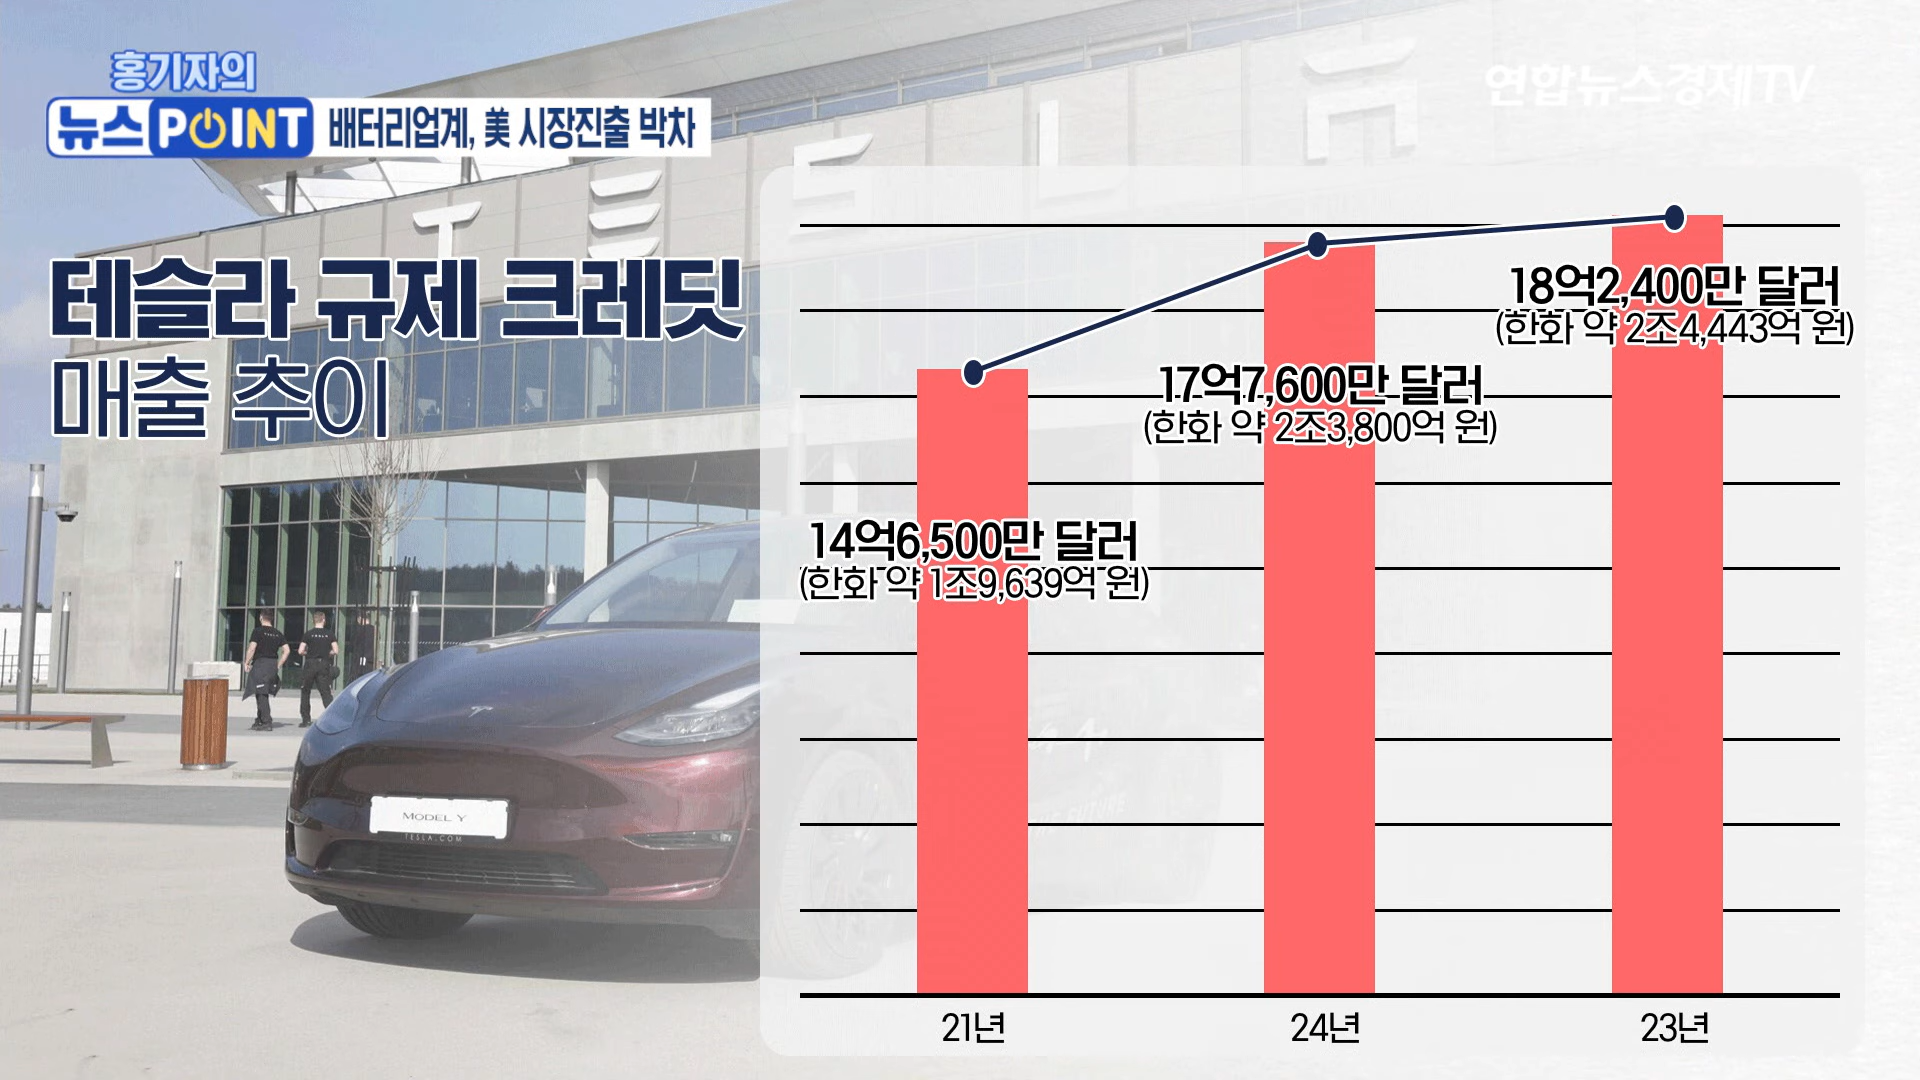 홍기자의
뉴스POINT 배터리업계, 美 시장진출 박차
연합뉴스경제TV
TESLA
테슬라 규제 크레딧
매출 추이
18억2,400만 달러
(한화 약 2조4,443억 원)
17억7,600만 달러
(한화 약 2조3,800억 원)
14억6,500만 달러
(한화 약 1조9,639억 원)
MODEL Y
TESLA.COM
21년 24년 23년